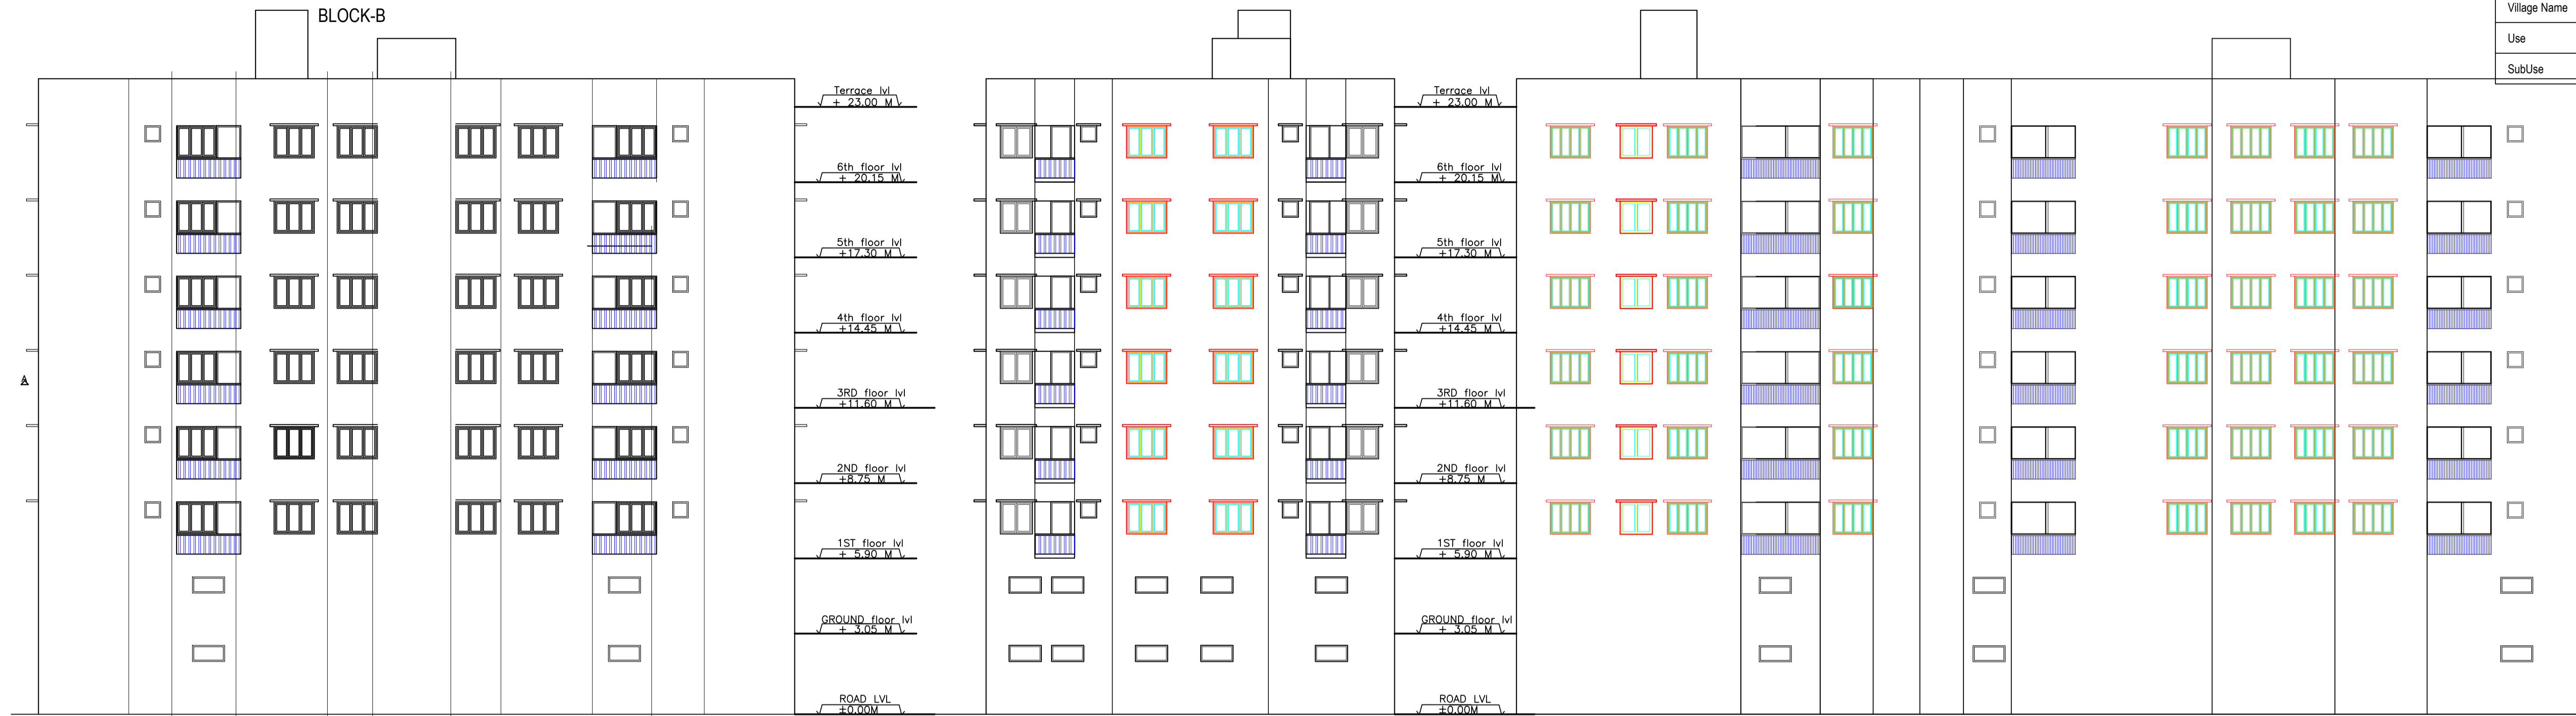 BLOCK-B
Village Name
Use
SubUse
Terrace lvl
+ 23.00 M
6th floor lvl
+ 20.15 M
5th floor lvl
+17.30 M
4th floor lvl
+14.45 M
3RD floor lvl
+11.60 M
2ND floor lvl
+8.75 M
1ST floor lvl
+ 5.90 M
GROUND floor lvl
+ 3.05 M
ROAD LVL
±0.00M
Terrace lvl
+ 23.00 M
6th floor lvl
+ 20.15 M
5th floor lvl
+17.30 M
4th floor lvl
+14.45 M
3RD floor lvl
+11.60 M
2ND floor lvl
+8.75 M
1ST floor lvl
+ 5.90 M
GROUND floor lvl
+ 3.05 M
ROAD LVL
±0.00M